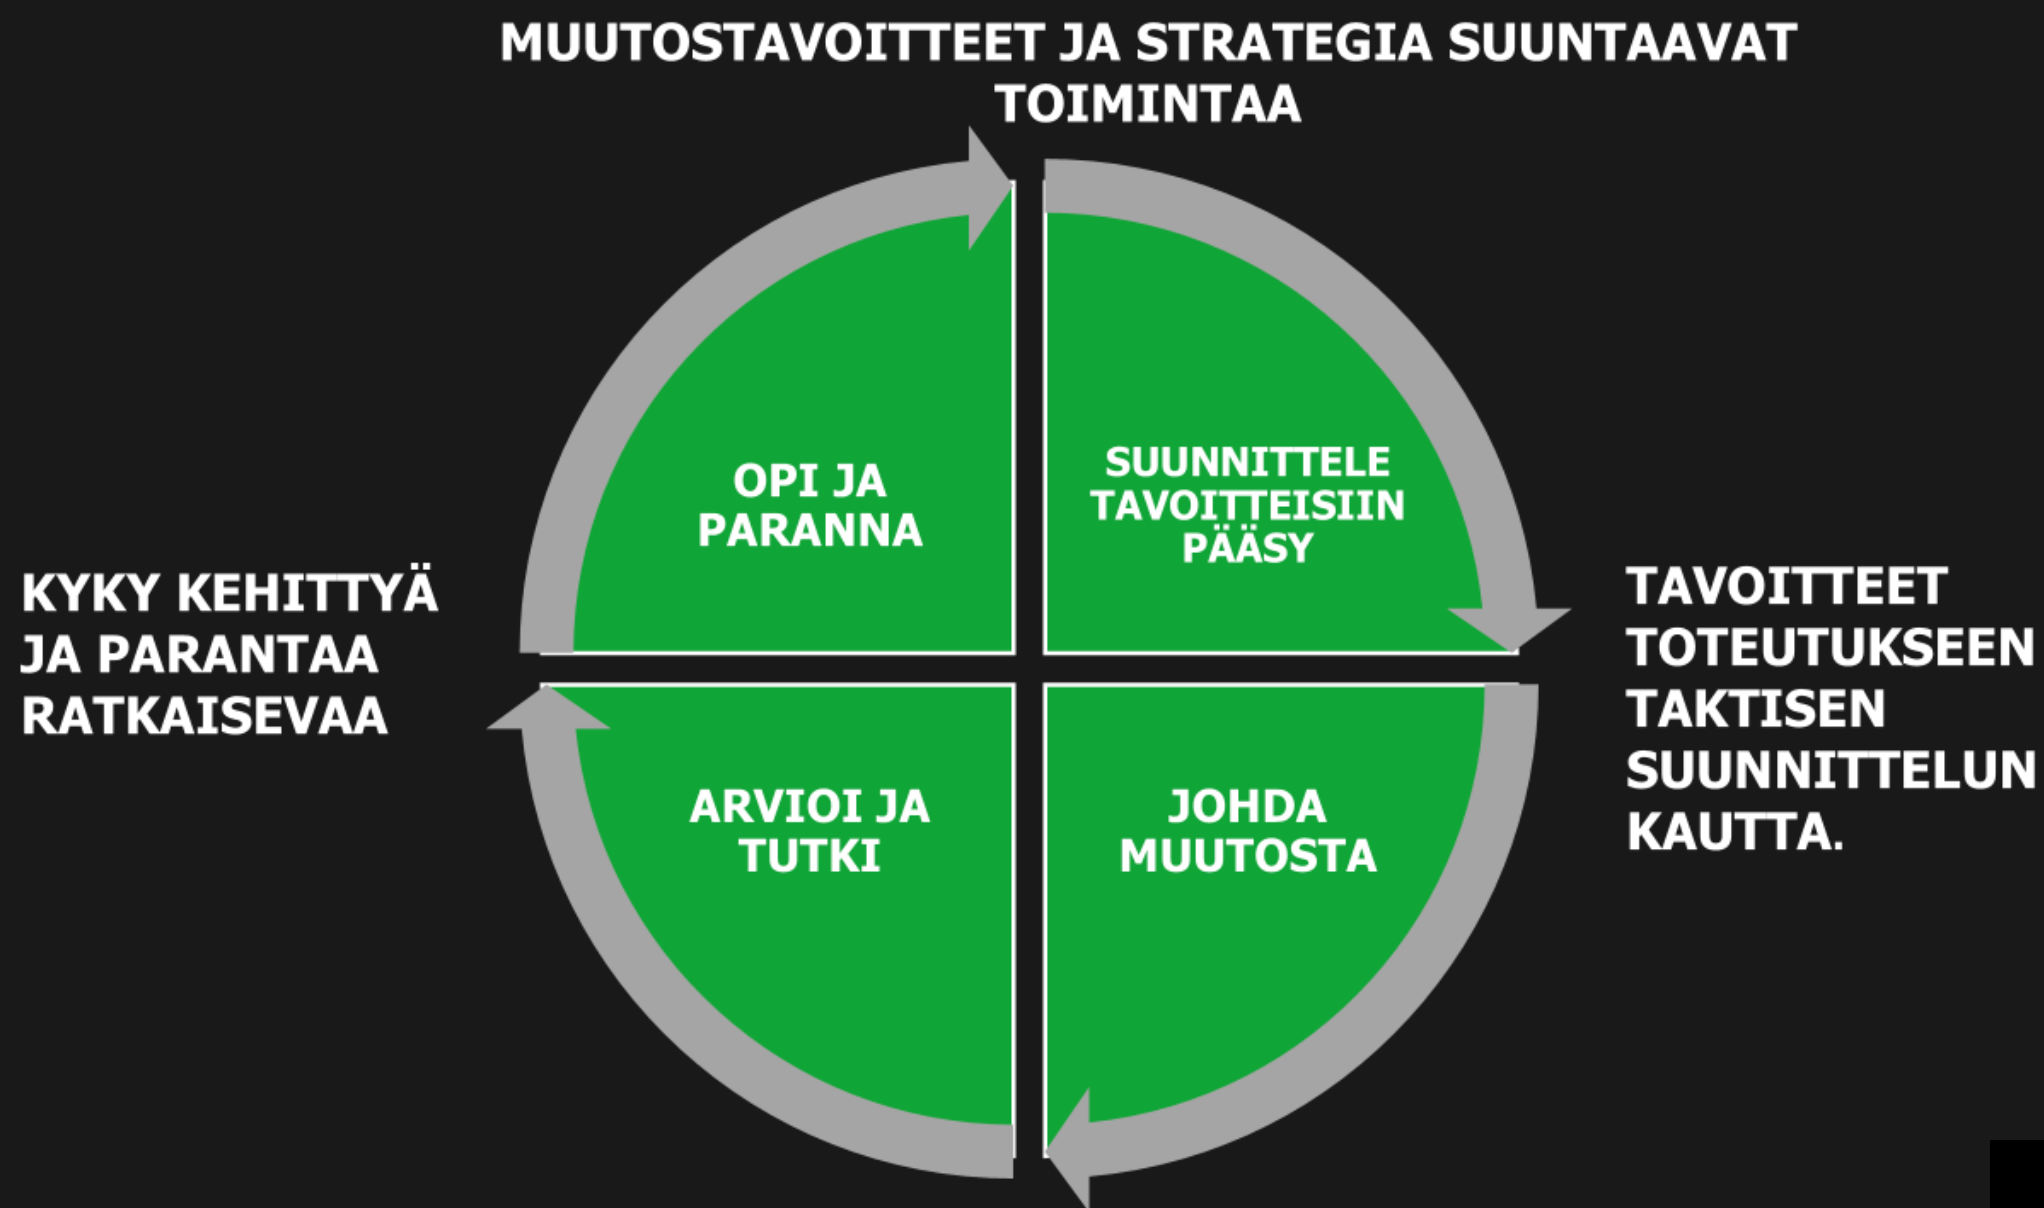 MUUTOSTAVOITTEET JA STRATEGIA SUUNTAAVAT
TOIMINTAA
OPI JA
PARANNA
SUUNNITTELE
TAVOITTEISIIN
PÄÄSY
KYKY KEHITTYÄ
JA PARANTAA
RATKAISEVAA
TAVOITTEET
TOTEUTUKSEEN
TAKTISEN
SUUNNITTELUN
KAUTTA.
ARVIOI JA
TUTKI
JOHDA
MUUTOSTA